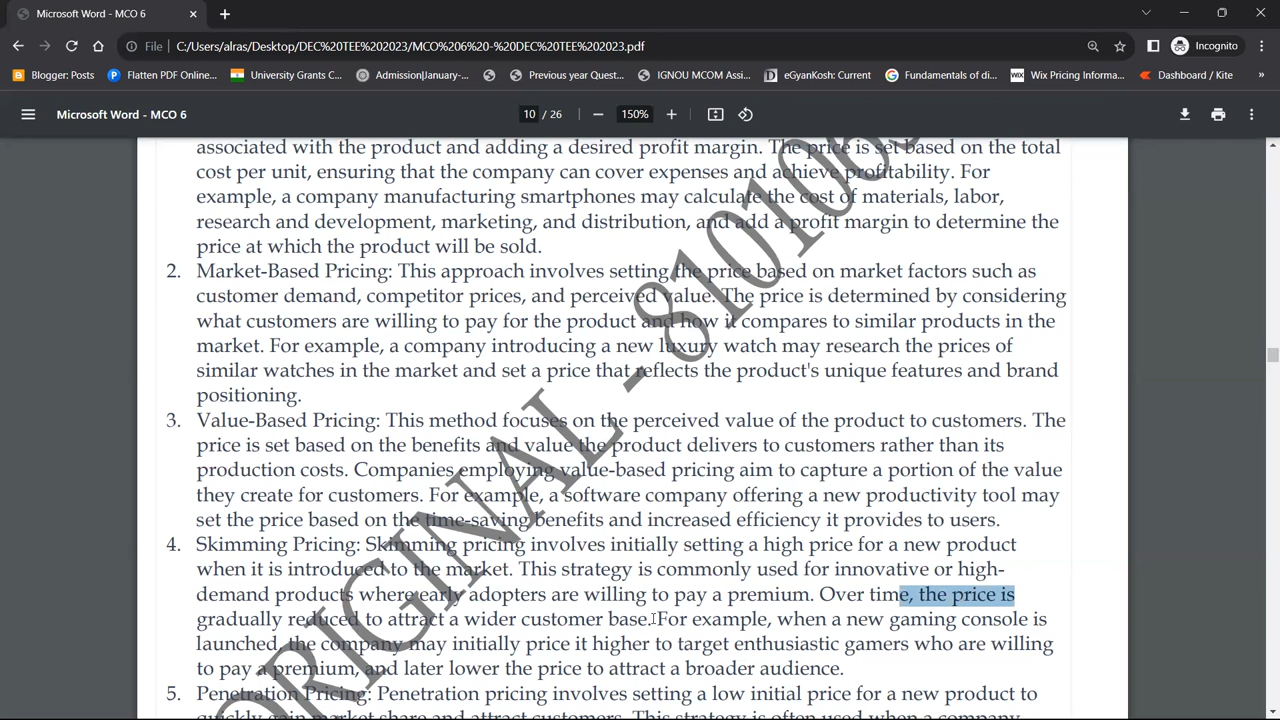 Microsoft Word - MCO 6
File
C:/Users/alras/Desktop/DEC%20TEE%202023/MCO%206%20-%20DEC%20TEE%202023.pdf
Incognito
Blogger: Posts
Flatten PDF Online...
University Grants C...
Admission|January-...
Previous year Quest...
IGNOU MCOM Assi...
eGyanKosh: Current
Fundamentals of di...
WIX
Wix Pricing Informa...
Dashboard / Kite
»
Microsoft Word - MCO 6
10 / 26
150%
associated with the product and adding a desired profit margin. The price is set based on the total
cost per unit, ensuring that the company can cover expenses and achieve profitability. For
example, a company manufacturing smartphones may calculate the cost of materials, labor,
research and development, marketing, and distribution, and add a profit margin to determine the
price at which the product will be sold.
2. Market-Based Pricing: This approach involves setting the price based on market factors such as
customer demand, competitor prices, and perceived value. The price is determined by considering
what customers are willing to pay for the product and how it compares to similar products in the
market. For example, a company introducing a new luxury watch may research the prices of
similar watches in the market and set a price that reflects the product's unique features and brand
positioning.
3. Value-Based Pricing: This method focuses on the perceived value of the product to customers. The
price is set based on the benefits and value the product delivers to customers rather than its
production costs. Companies employing value-based pricing aim to capture a portion of the value
they create for customers. For example, a software company offering a new productivity tool may
set the price based on the time-saving benefits and increased efficiency it provides to users.
4. Skimming Pricing: Skimming pricing involves initially setting a high price for a new product
when it is introduced to the market. This strategy is commonly used for innovative or high-
demand products where early adopters are willing to pay a premium. Over time, the price is
gradually reduced to attract a wider customer base. For example, when a new gaming console is
launched, the company may initially price it higher to target enthusiastic gamers who are willing
to pay a premium, and later lower the price to attract a broader audience.
5. Penetration Pricing: Penetration pricing involves setting a low initial price for a new product to
quickly gain market share and attract customers. This strategy is often used when a company
ORIGINAL -